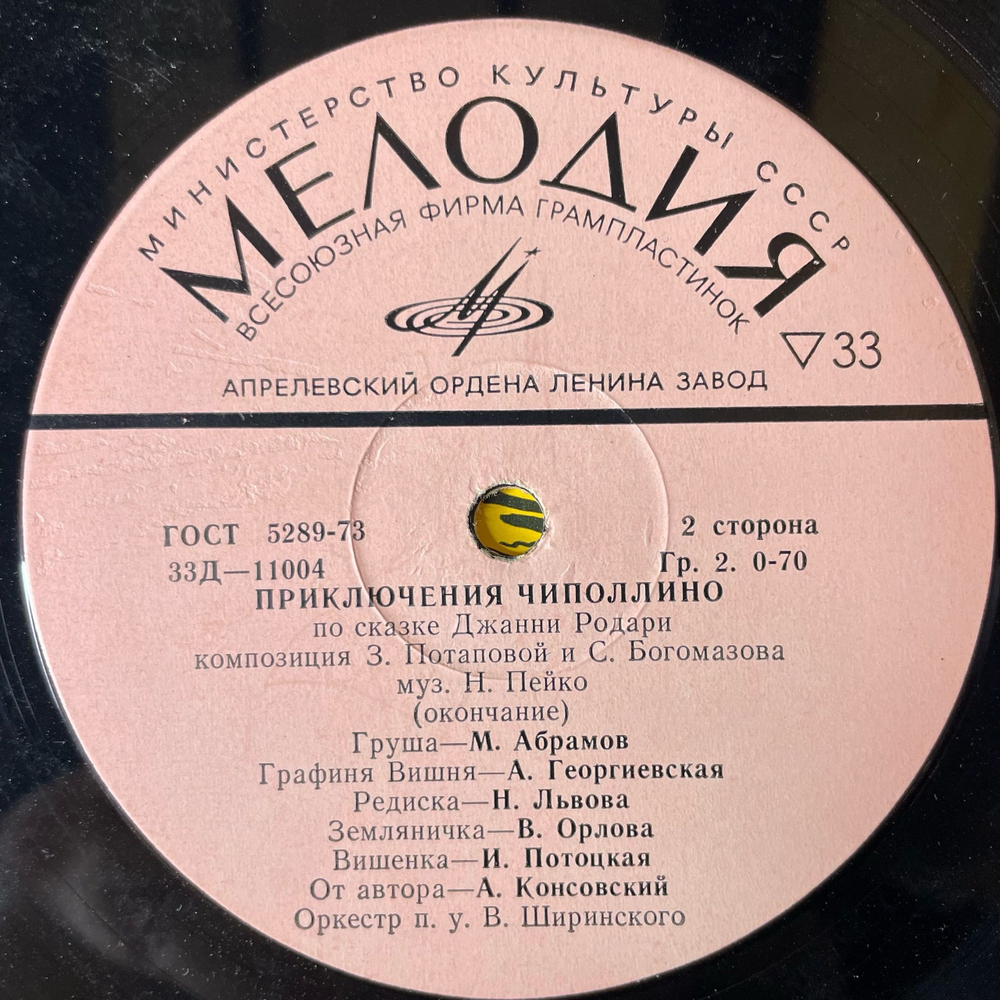 МИНИСТЕРСТВО КУЛЬТУРЫ СССР
МЕЛОДИЯ
ВСЕСОЮЗНАЯ ФИРМА ГРАМПЛАСТИНОК
▽33
АПРЕЛЕВСКИЙ ОРДЕНА ЛЕНИНА ЗАВОД
ГОСТ 5289-73
2 сторона
33Д—11004
Гр. 2. 0-70
ПРИКЛЮЧЕНИЯ ЧИПОЛЛИНО
по сказке Джанни Родари
композиция З. Потаповой и С. Богомазова
муз. Н. Пейко
(окончание)
Груша—М. Абрамов
Графиня Вишня—А. Георгиевская
Редиска—Н. Львова
Земляничка—В. Орлова
Вишенка—И. Потоцкая
От автора—А. Консовский
Оркестр п. у. В. Ширинского